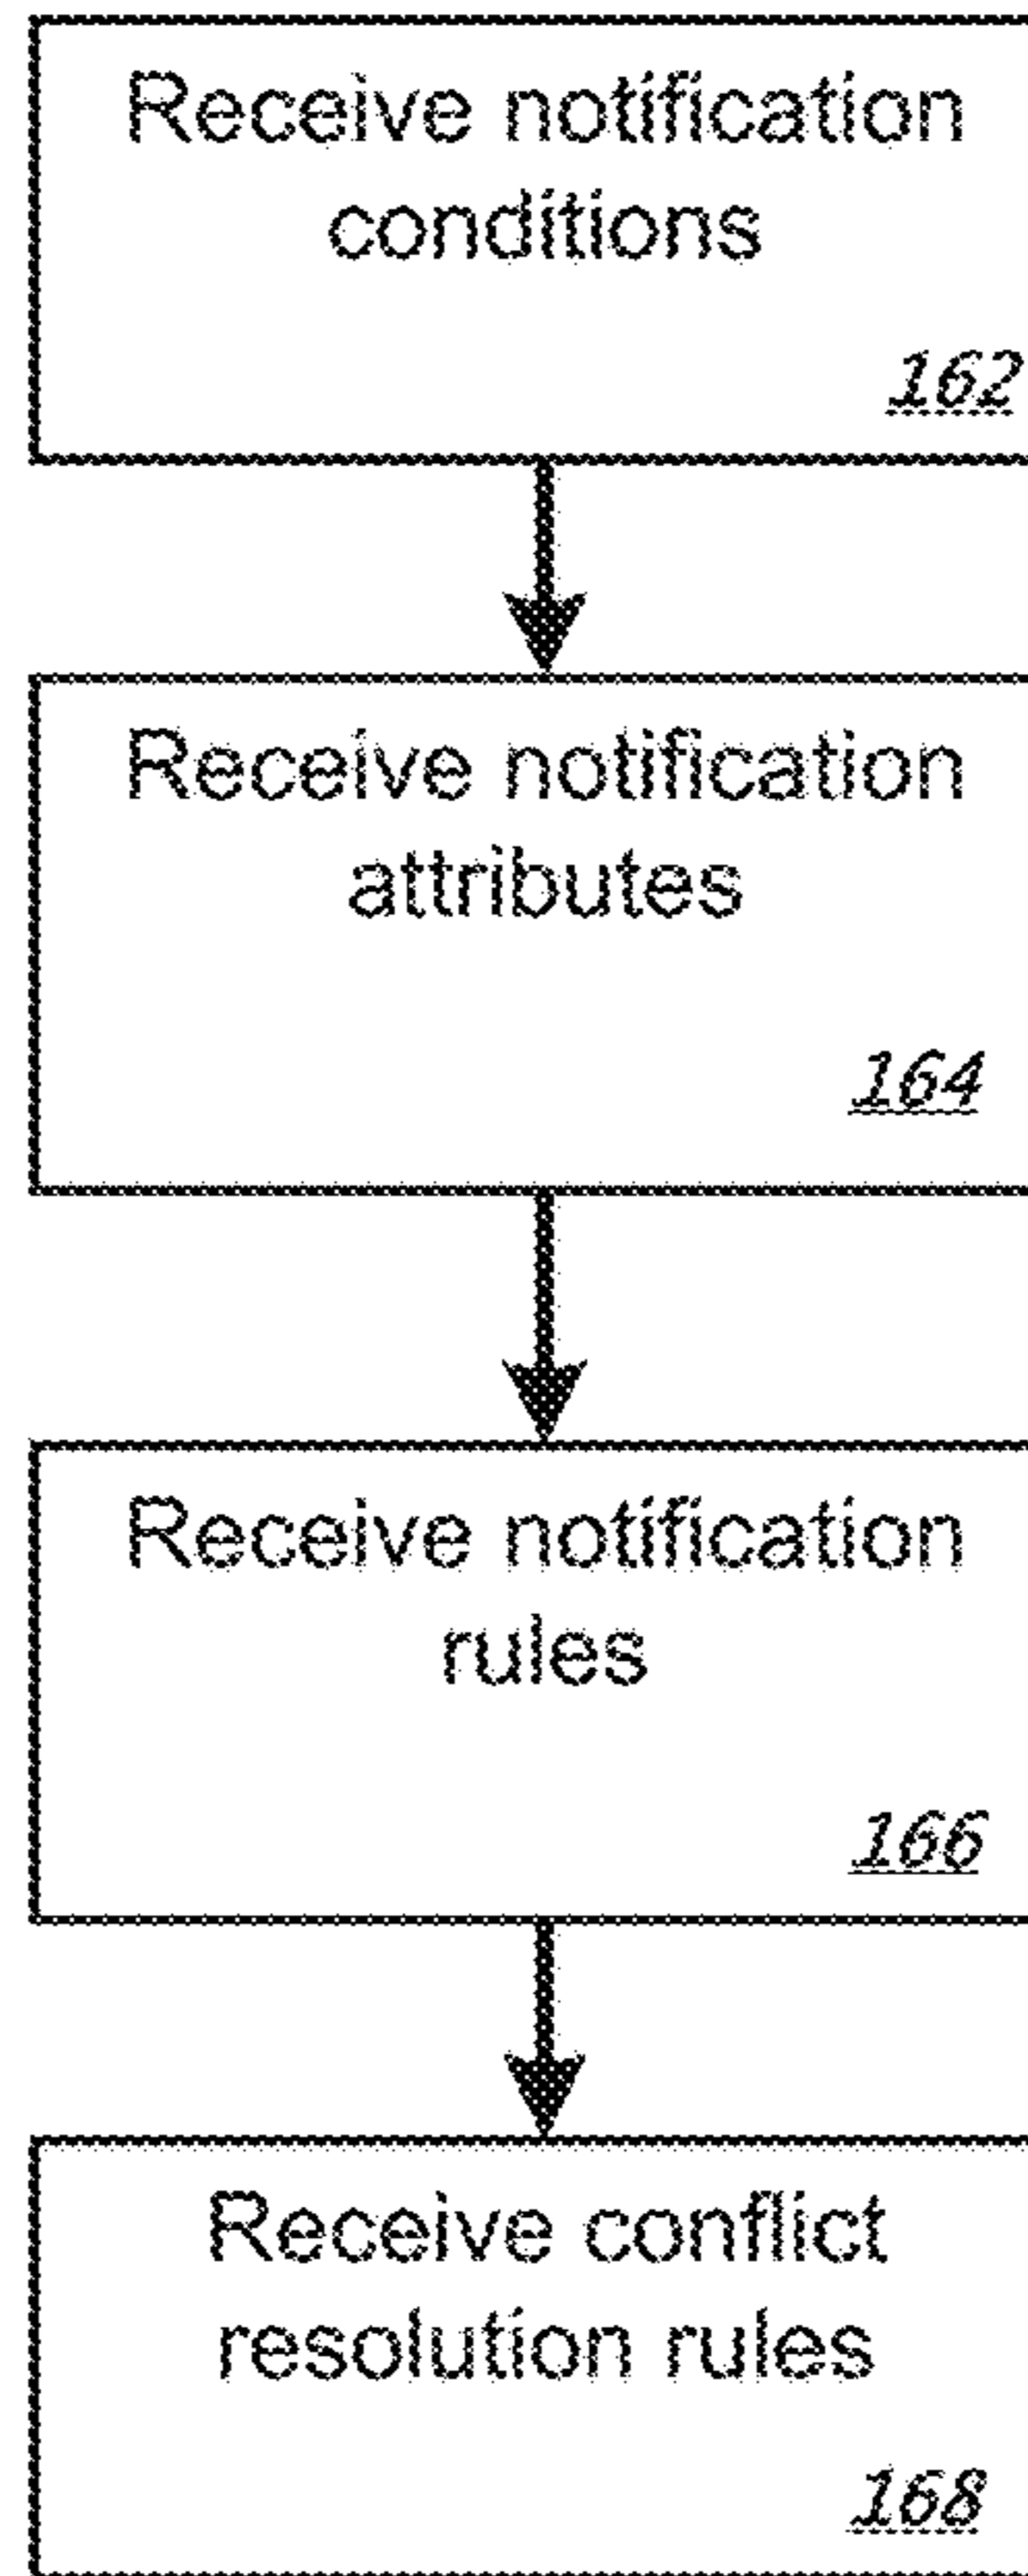 Receive notification
conditions
162
Receive notification
attributes
164
Receive notification
rules
166
Receive conflict
resolution rules
168